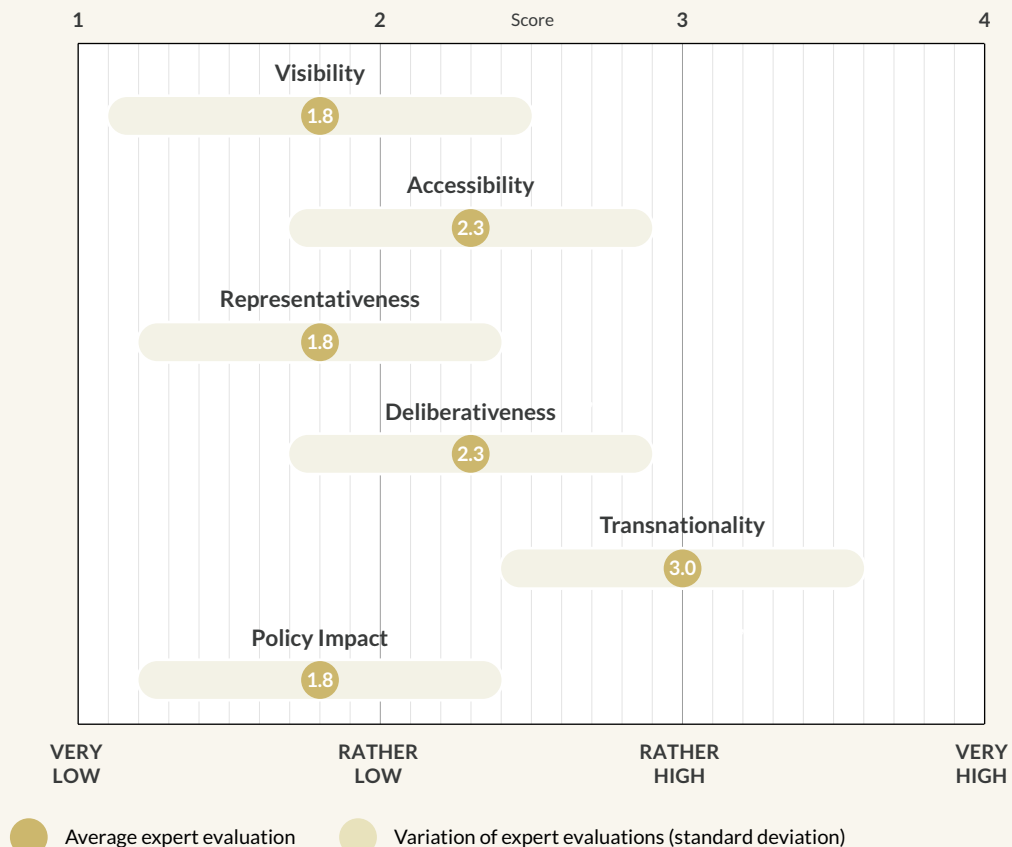 1 2 Score 3 4
Visibility
1.8
Accessibility
2.3
Representativeness
1.8
Deliberativeness
2.3
Transnationality
3.0
Policy Impact
1.8
VERY LOW
RATHER LOW
RATHER HIGH
VERY HIGH
Average expert evaluation
Variation of expert evaluations (standard deviation)